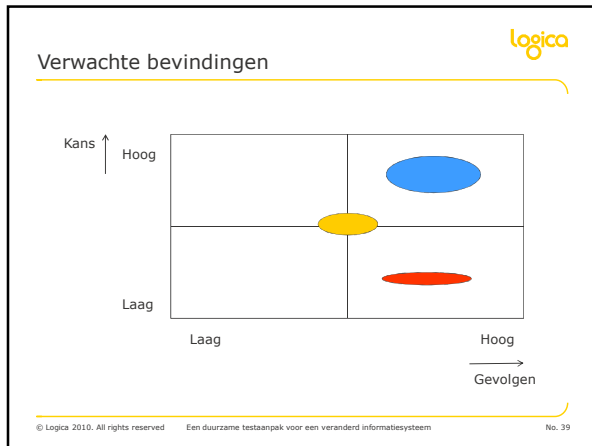 Logica
Verwachte bevindingen
Kans
Hoog
Laag
Laag
Hoog
Gevolgen
© Logica 2010. All rights reserved Een duurzame testaanpak voor een veranderd informatiesysteem No. 39